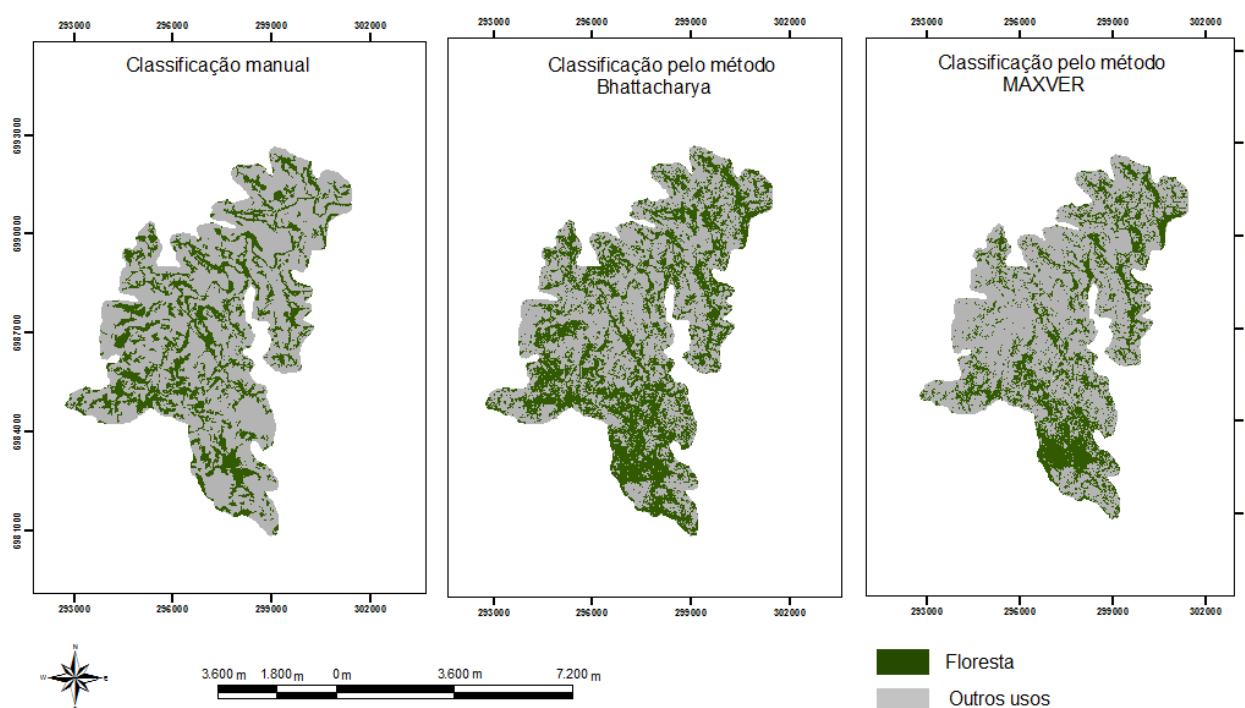 293000 296000 299000 302000
293000 296000 299000 302000
293000 296000 299000 302000
Classificação manual
Classificação pelo método
Bhattacharya
Classificação pelo método
MAXVER
6993000
6990000
6987000
6984000
6981000
293000 296000 299000 302000
293000 296000 299000 302000
293000 296000 299000 302000
N
W
E
S
3.600 m 1.800 m 0 m 3.600 m 7.200 m
Floresta
Outros usos